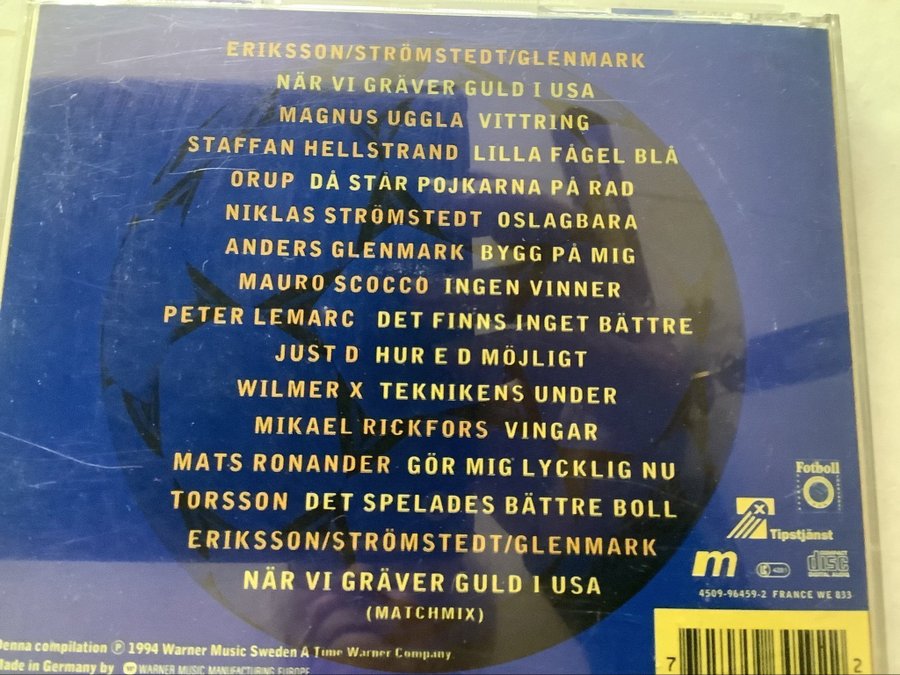 ERIKSSON/STRÖMSTEDT/GLENMARK
NÄR VI GRÄVER GULD I USA
MAGNUS UGGLA VITTRING
STAFFAN HELLSTRAND LILLA FÅGEL BLÅ
ORUP DÅ STÅR POJKARNA PÅ RAD
NIKLAS STRÖMSTEDT OSLAGBARA
ANDERS GLENMARK BYGG PÅ MIG
MAURO SCOCCO INGEN VINNER
PETER LEMARC DET FINNS INGET BÄTTRE
JUST D HUR E D MÖJLIGT
WILMER X TEKNIKENS UNDER
MIKAEL RICKFORS VINGAR
MATS RONANDER GÖR MIG LYCKLIG NU
TORSSON DET SPELADES BÄTTRE BOLL
ERIKSSON/STRÖMSTEDT/GLENMARK
NÄR VI GRÄVER GULD I USA
(MATCHMIX)
Fotboll
Tipstjänst
m
COMPACT
disc
DIGITAL AUDIO
4509-96459-2 FRANCE WE 833
Denna compilation ℗ 1994 Warner Music Sweden A Time Warner Company
Made in Germany by WARNER MUSIC MANUFACTURING EUROPE
7 2